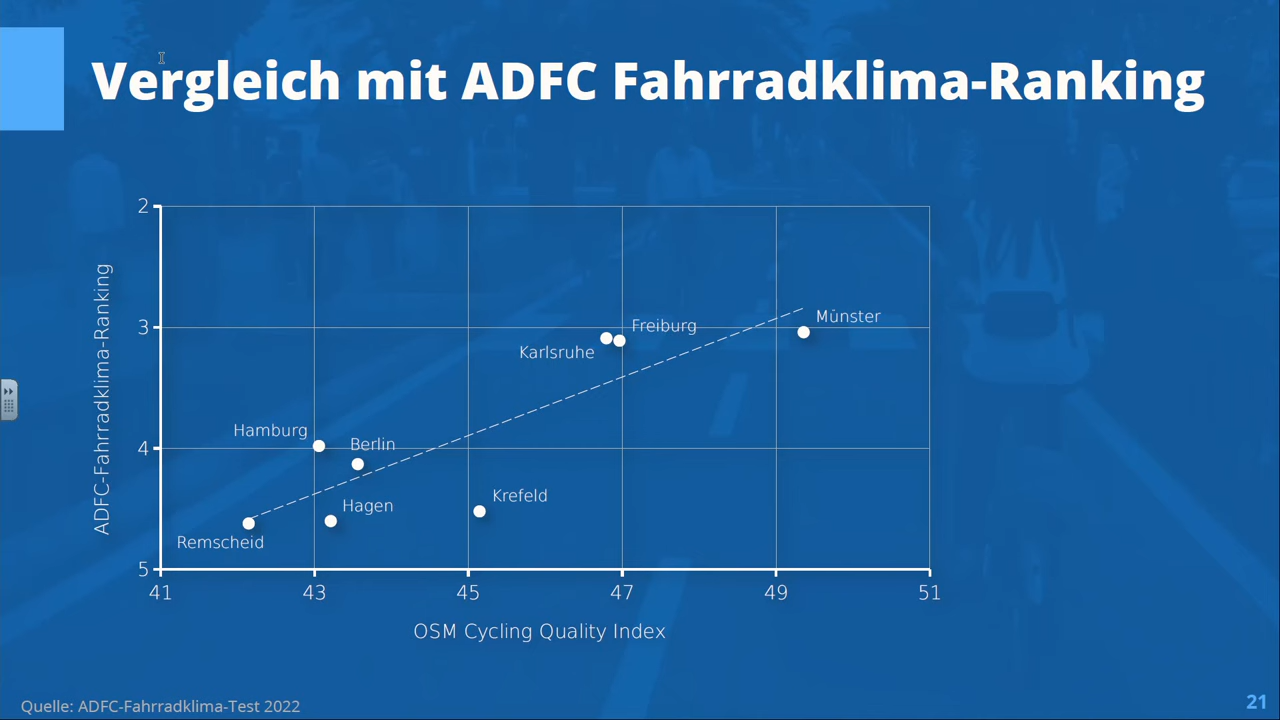 Vergleich mit ADFC Fahrradklima-Ranking
ADFC-Fahrradklima-Ranking
2
3
4
5
Münster
Freiburg
Karlsruhe
Hamburg
Berlin
Krefeld
Hagen
Remscheid
41
43
45
47
49
51
OSM Cycling Quality Index
Quelle: ADFC-Fahrradklima-Test 2022
21